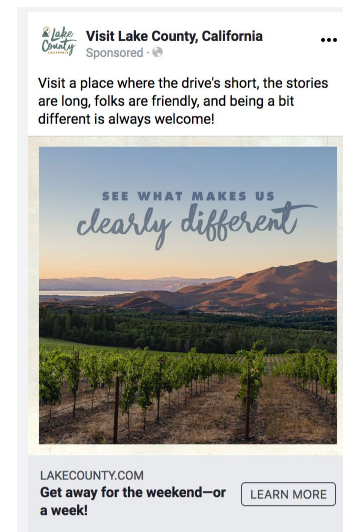 Lake
County
CALIFORNIA
Visit Lake County, California
Sponsored ·
Visit a place where the drive's short, the stories
are long, folks are friendly, and being a bit
different is always welcome!
SEE WHAT MAKES US
clearly different
LAKECOUNTY.COM
Get away for the weekend—or
a week!
LEARN MORE